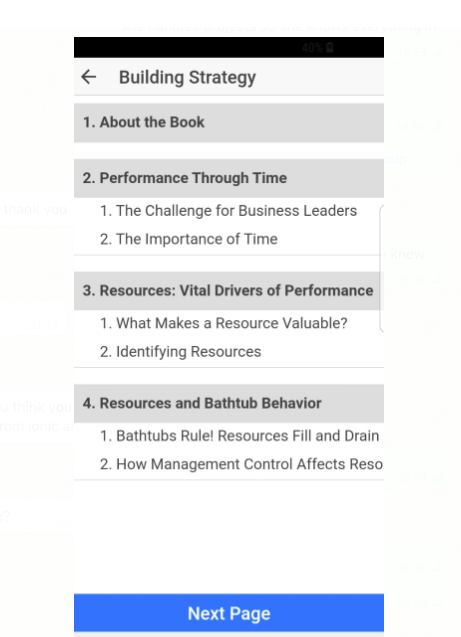 40%
Building Strategy
1. About the Book
2. Performance Through Time
1. The Challenge for Business Leaders
2. The Importance of Time
3. Resources: Vital Drivers of Performance
1. What Makes a Resource Valuable?
2. Identifying Resources
4. Resources and Bathtub Behavior
1. Bathtubs Rule! Resources Fill and Drain
2. How Management Control Affects Reso
Next Page